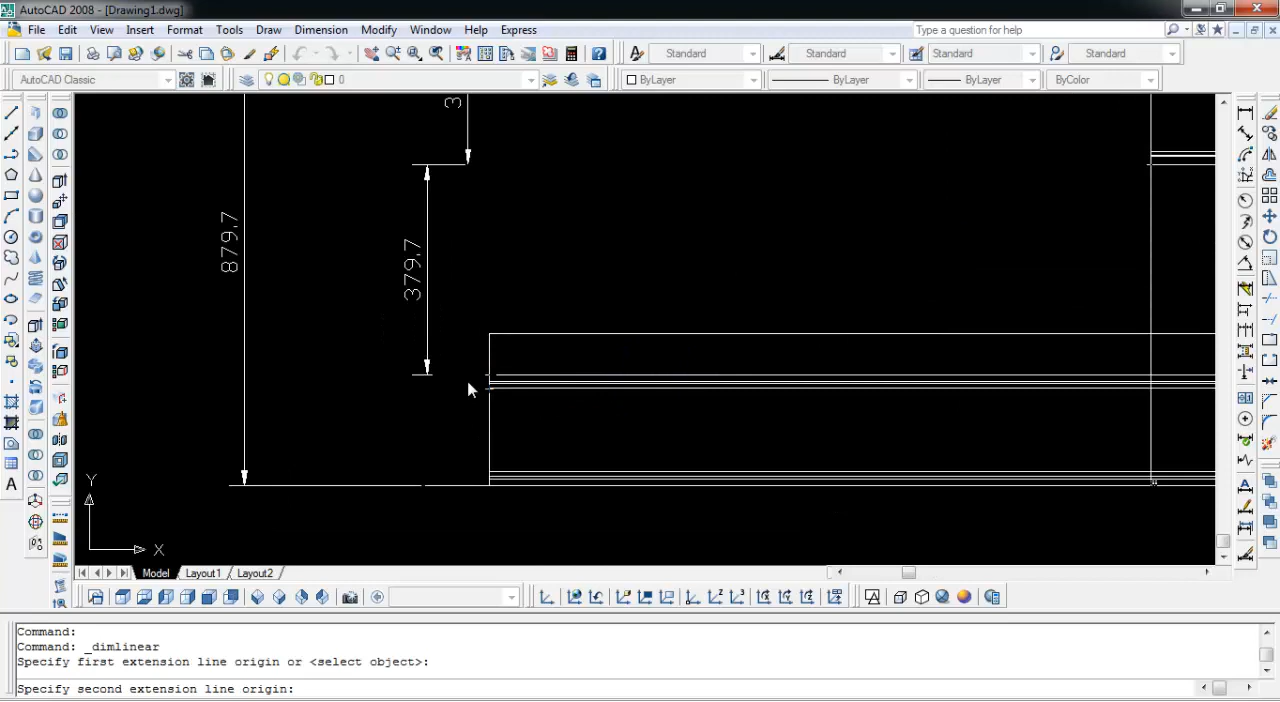 AutoCAD 2008 - [Drawing1.dwg]
File Edit View Insert Format Tools Draw Dimension Modify Window Help Express
Type a question for help
Standard Standard Standard Standard
AutoCAD Classic 0 ByLayer ByLayer ByLayer ByColor
3
879,7
379,7
Y
X
A
Model Layout1 Layout2
Command:
Command: _dimlinear
Specify first extension line origin or <select object>:
Specify second extension line origin: